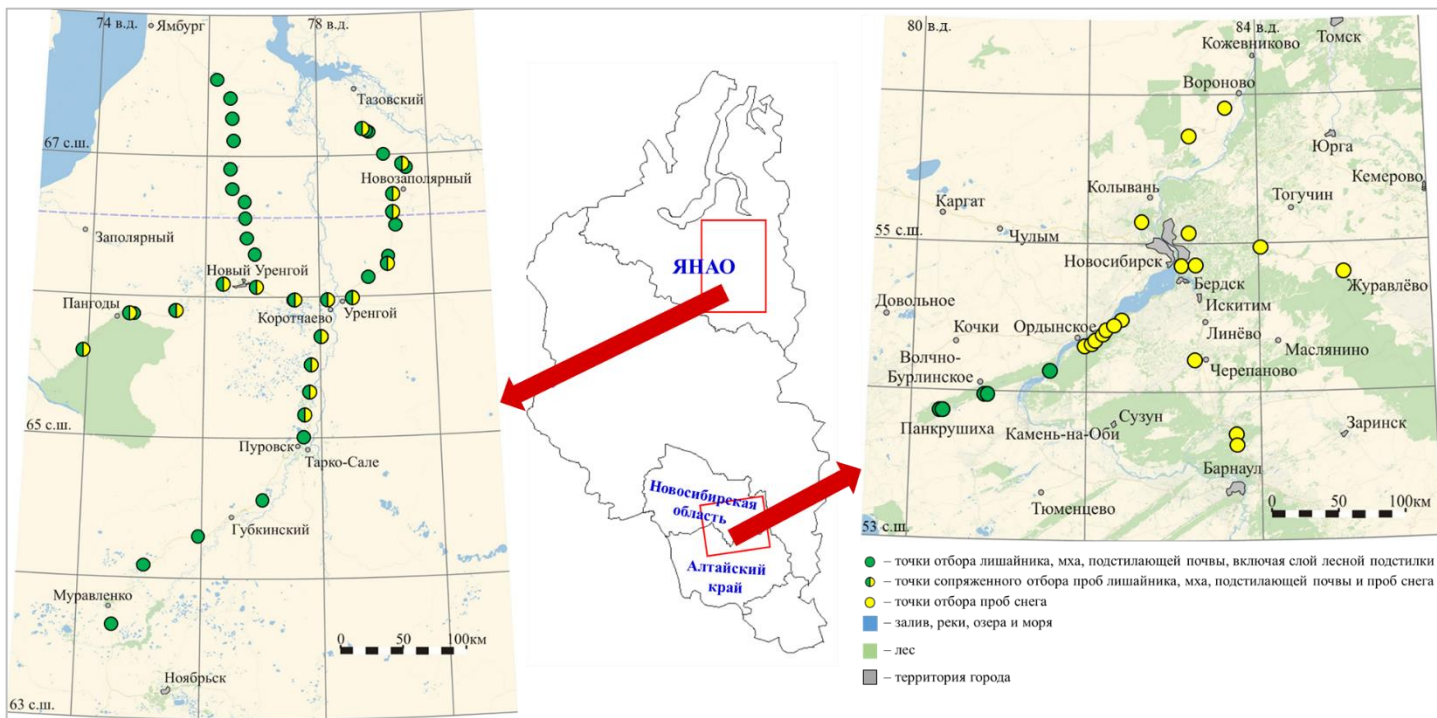 74 в.д.
Ямбург
78 в.д.
Тазовский
67 с.ш.
Новозаполярный
Заполярный
Новый Уренгой
Пангоды
Коротчаево
Уренгой
65 с.ш.
Пуровск
Тарко-Сале
Губкинский
Муравленко
0 50 100км
Ноябрьск
63 с.ш.
ЯНАО
Новосибирская
область
Алтайский
край
80 в.д.
84 в.д.
Томск
Кожевниково
Вороново
Юрга
Кемерово
Колывань
Тогучин
Каргат
55 с.ш.
Чулым
Новосибирск
Бердск
Журавлёво
Искитим
Довольное
Кочки
Ордынское
Линёво
Маслянино
Волчно-
Бурлинское
Черепаново
Панкрушиха
Камень-на-Оби
Сузун
Заринск
Барнаул
Тюменцево
0 50 100км
53 с.ш.
– точки отбора лишайника, мха, подстилающей почвы, включая слой лесной подстилки
– точки сопряженного отбора проб лишайника, мха, подстилающей почвы и проб снега
– точки отбора проб снега
– залив, реки, озера и моря
– лес
– территория города